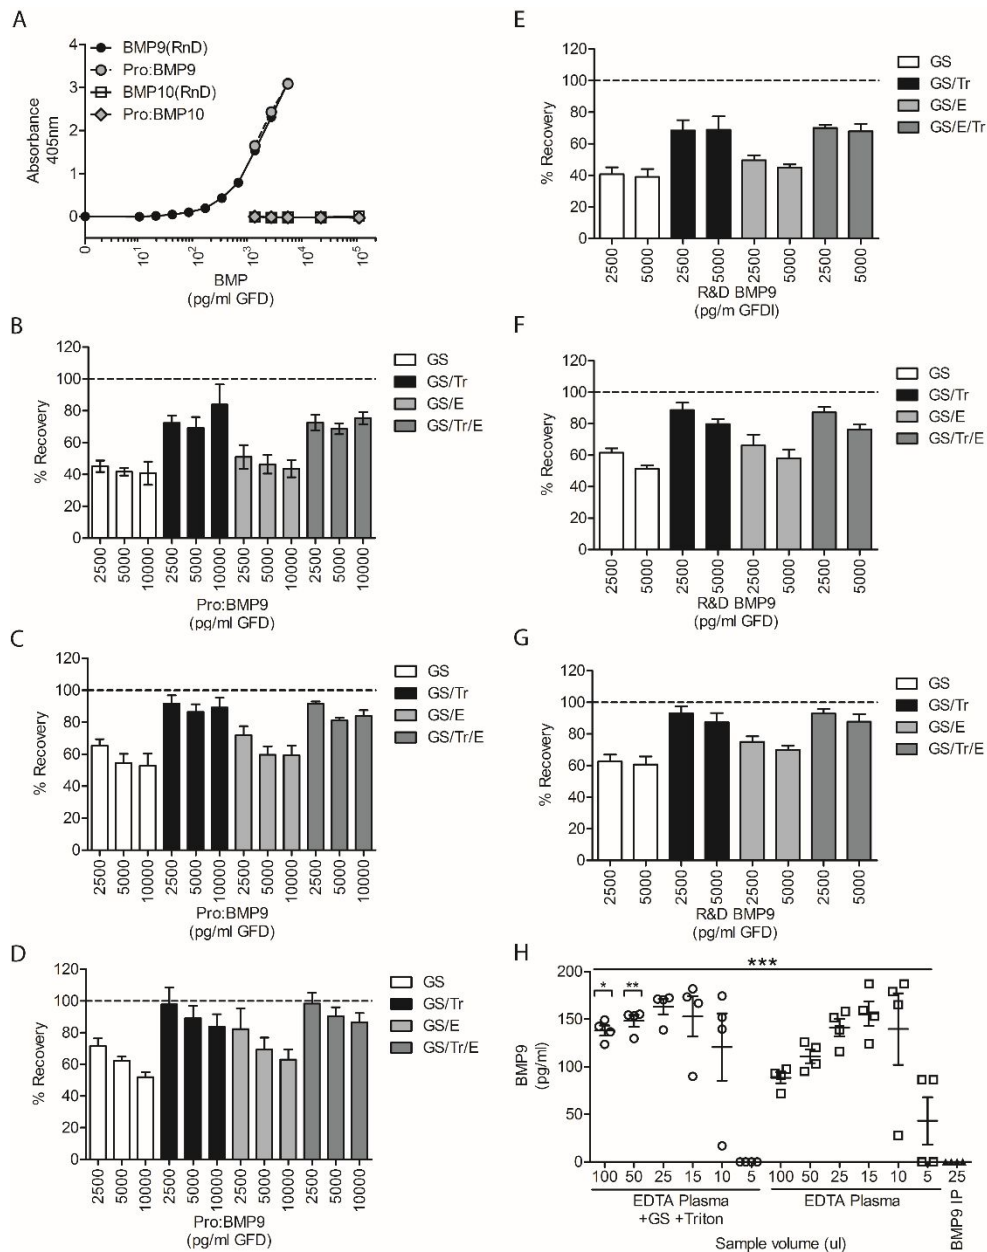 A
4
3
2
1
0
Absorbance
405nm
BMP9(RnD)
Pro:BMP9
BMP10(RnD)
Pro:BMP10
0
10¹
10²
10³
10⁴
10⁵
BMP
(pg/ml GFD)
B
120
100
80
60
40
20
0
% Recovery
GS
GS/Tr
GS/E
GS/Tr/E
2500
5000
10000
2500
5000
10000
2500
5000
10000
2500
5000
10000
Pro:BMP9
(pg/ml GFD)
C
120
100
80
60
40
20
0
% Recovery
GS
GS/Tr
GS/E
GS/Tr/E
2500
5000
10000
2500
5000
10000
2500
5000
10000
2500
5000
10000
Pro:BMP9
(pg/ml GFD)
D
120
100
80
60
40
20
0
% Recovery
GS
GS/Tr
GS/E
GS/Tr/E
2500
5000
10000
2500
5000
10000
2500
5000
10000
2500
5000
10000
Pro:BMP9
(pg/ml GFD)
E
120
100
80
60
40
20
0
% Recovery
GS
GS/Tr
GS/E
GS/E/Tr
2500
5000
2500
5000
2500
5000
2500
5000
R&D BMP9
(pg/m GFDl)
F
120
100
80
60
40
20
0
% Recovery
GS
GS/Tr
GS/E
GS/Tr/E
2500
5000
2500
5000
2500
5000
2500
5000
R&D BMP9
(pg/ml GFD)
G
120
100
80
60
40
20
0
% Recovery
GS
GS/Tr
GS/E
GS/Tr/E
2500
5000
2500
5000
2500
5000
2500
5000
R&D BMP9
(pg/ml GFD)
H
***
* **
200
150
100
50
0
BMP9
(pg/ml)
100 50 25 15 10 5 100 50 25 15 10 5 25
EDTA Plasma
+GS +Triton
EDTA Plasma
BMP9 IP
Sample volume (ul)